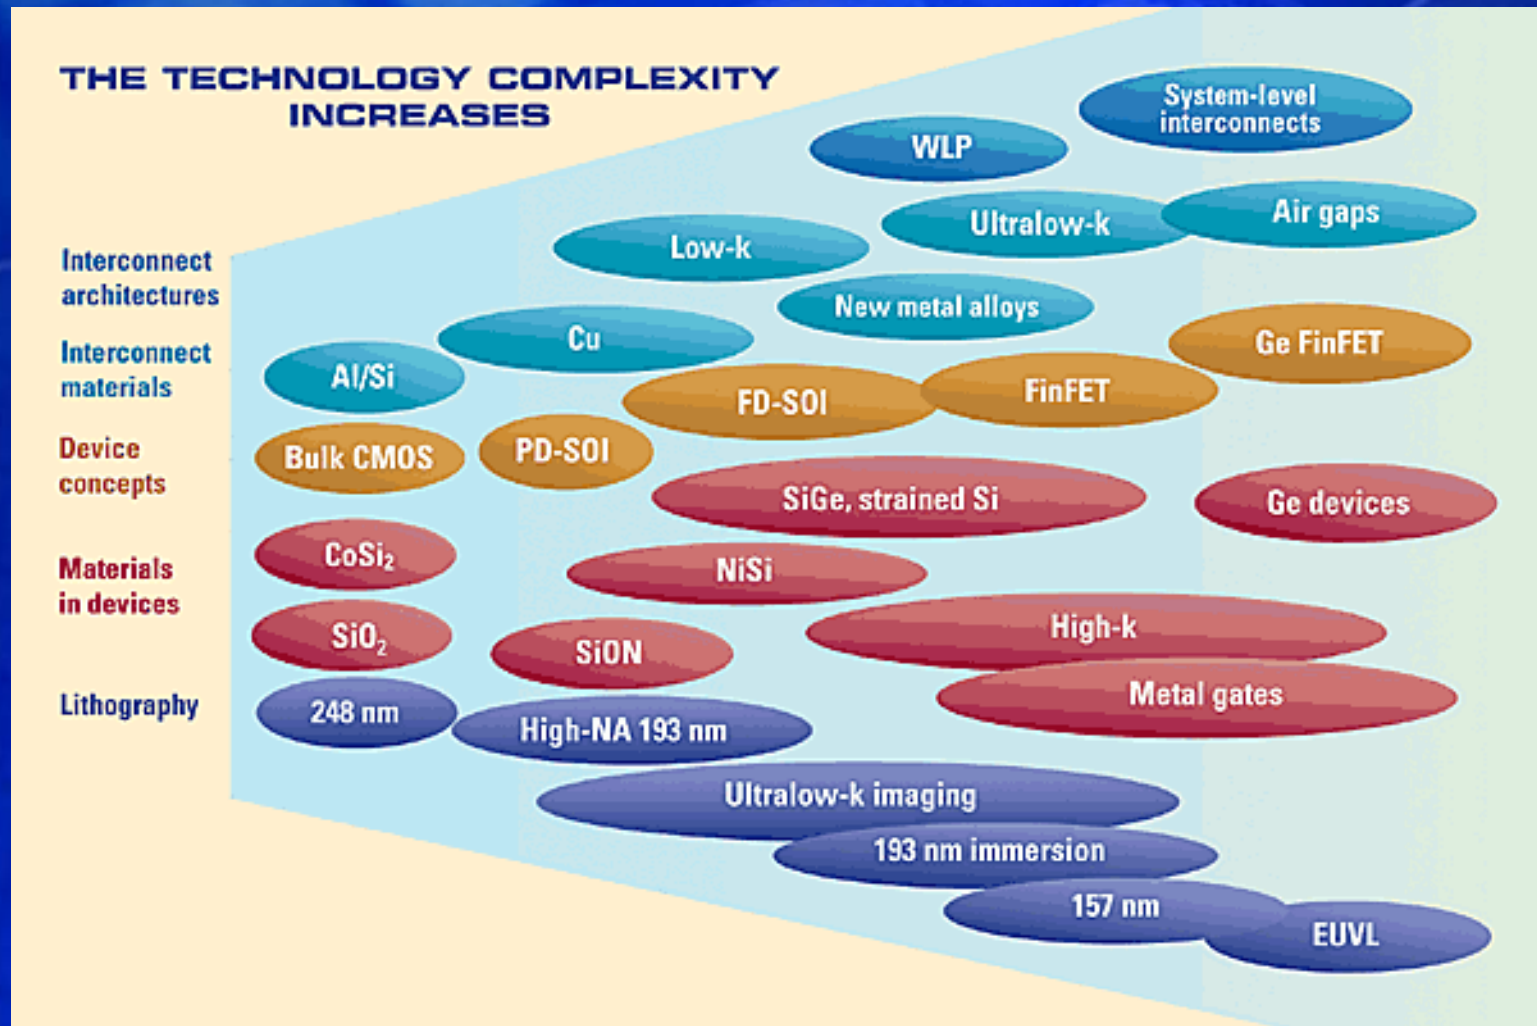 THE TECHNOLOGY COMPLEXITY
INCREASES
System-level
interconnects
WLP
Ultralow-k
Air gaps
Low-k
Interconnect
architectures
New metal alloys
Cu
Ge FinFET
Interconnect
materials
Al/Si
FD-SOI
FinFET
Device
concepts
Bulk CMOS
PD-SOI
SiGe, strained Si
Ge devices
CoSi₂
NiSi
Materials
in devices
SiO₂
SiON
High-k
Metal gates
Lithography
248 nm
High-NA 193 nm
Ultralow-k imaging
193 nm immersion
157 nm
EUVL